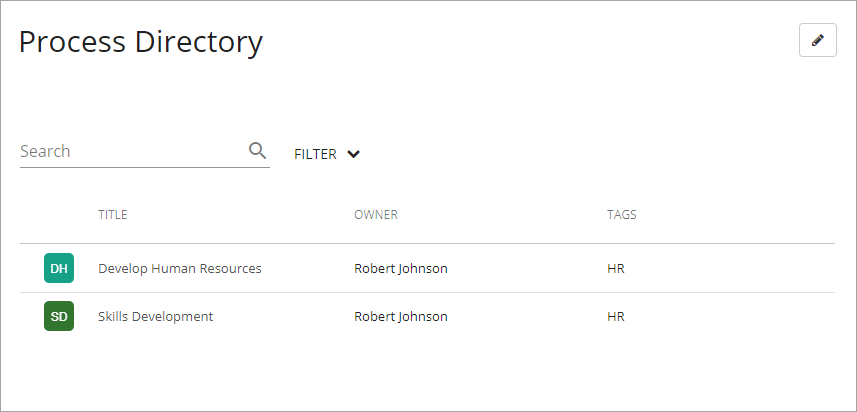 Process Directory
Search
FILTER
TITLE OWNER TAGS
DH Develop Human Resources Robert Johnson HR
SD Skills Development Robert Johnson HR